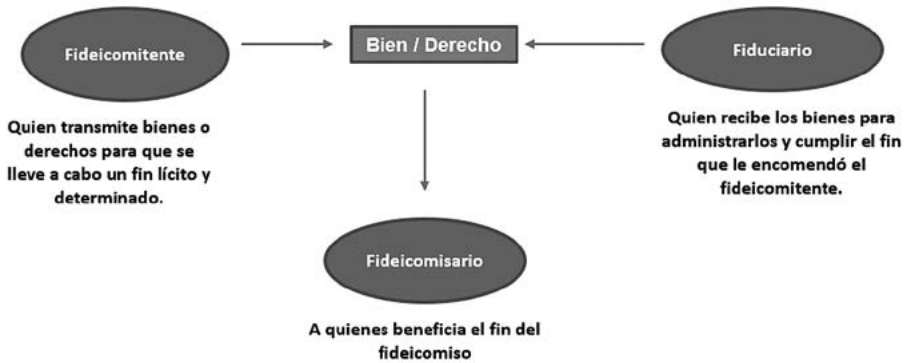 Fideicomitente
Bien / Derecho
Fiduciario
Quien transmite bienes o
derechos para que se
lleve a cabo un fin lícito y
determinado.
Quien recibe los bienes para
administrarlos y cumplir el fin
que le encomendó el
fideicomitente.
Fideicomisario
A quienes beneficia el fin del
fideicomiso